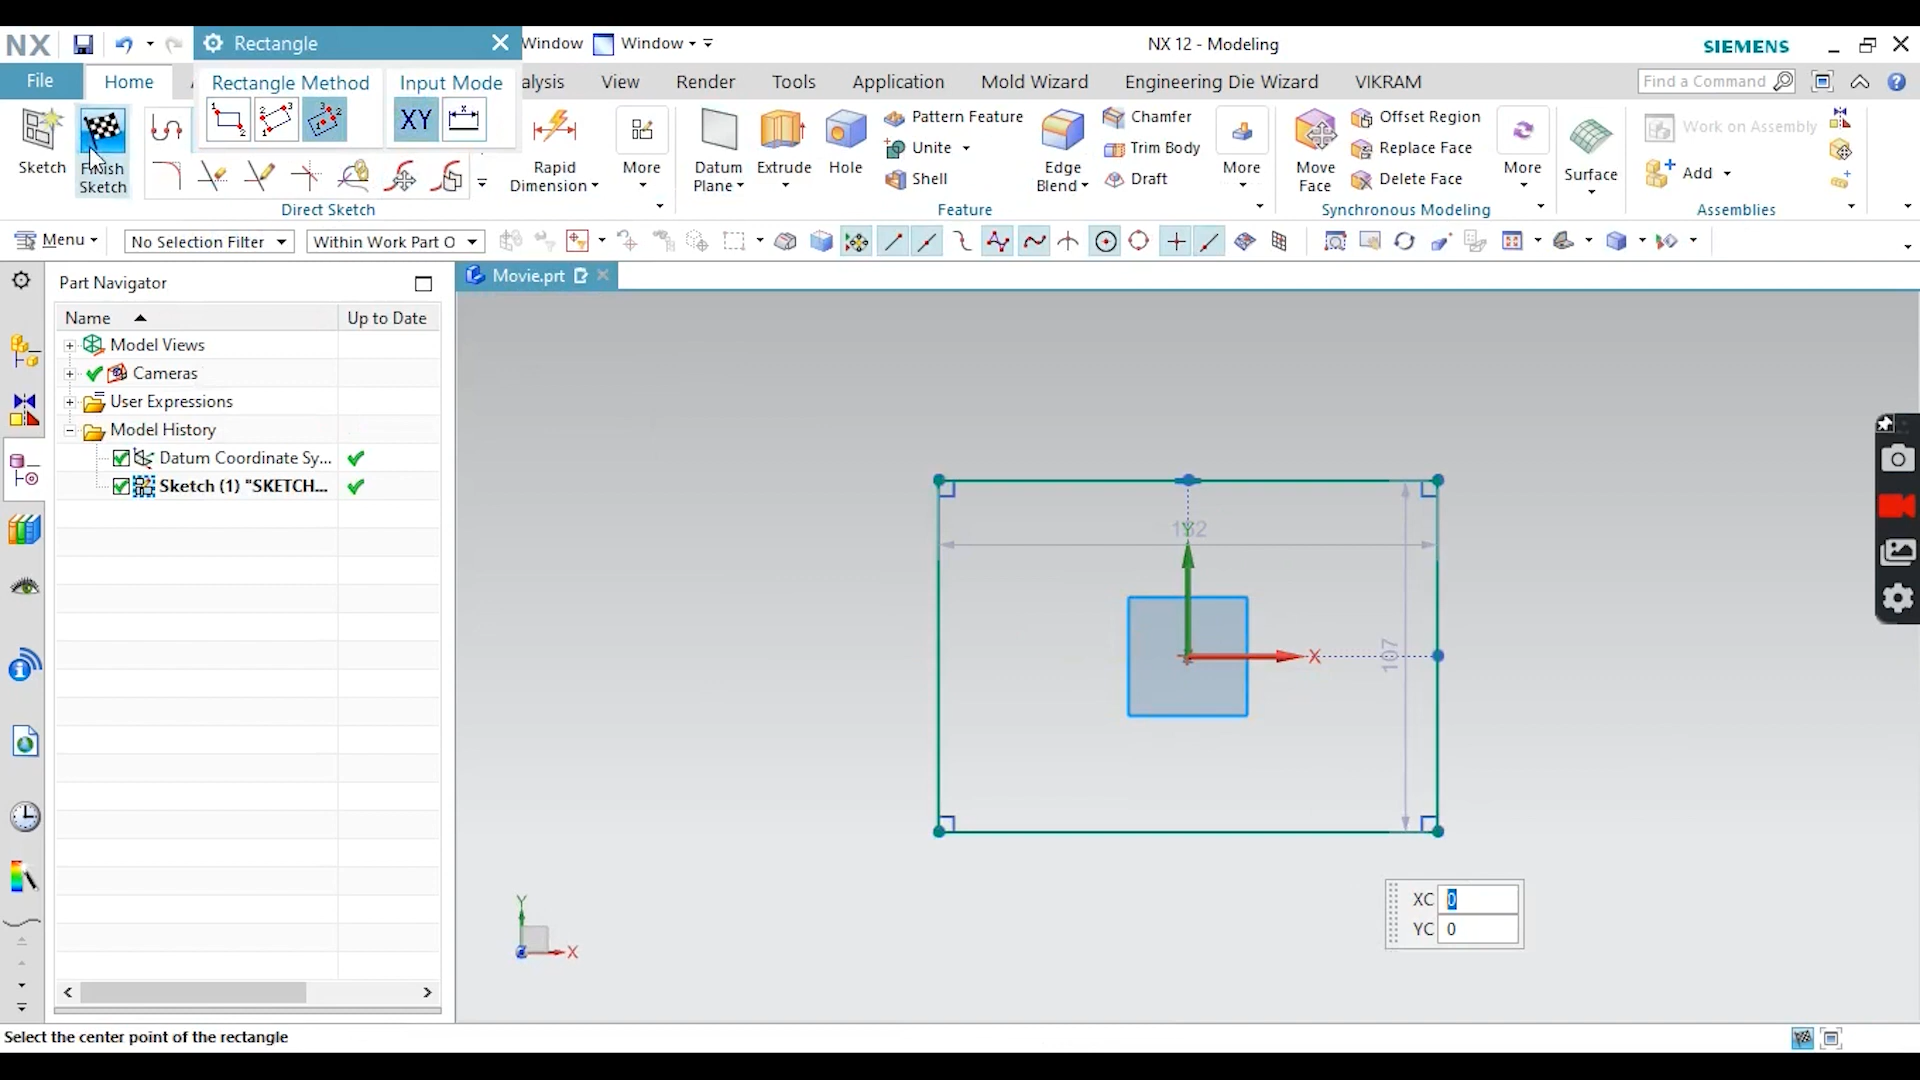 NX
Rectangle
Window
Window
NX 12 - Modeling
SIEMENS
File
Home
alysis
View
Render
Tools
Application
Mold Wizard
Engineering Die Wizard
VIKRAM
Find a Command
Rectangle Method
Input Mode
XY
Sketch
Finish Sketch
Direct Sketch
Rapid Dimension
More
Datum Plane
Extrude
Hole
Pattern Feature
Unite
Shell
Edge Blend
Chamfer
Trim Body
Draft
More
Feature
Move Face
Offset Region
Replace Face
Delete Face
More
Synchronous Modeling
Surface
Work on Assembly
Add
Assemblies
Menu
No Selection Filter
Within Work Part O
Part Navigator
Movie.prt
Name
Up to Date
Model Views
Cameras
User Expressions
Model History
Datum Coordinate Sy...
Sketch (1) "SKETCH...
Y
X
107
XC 0
YC 0
Y
X
Select the center point of the rectangle